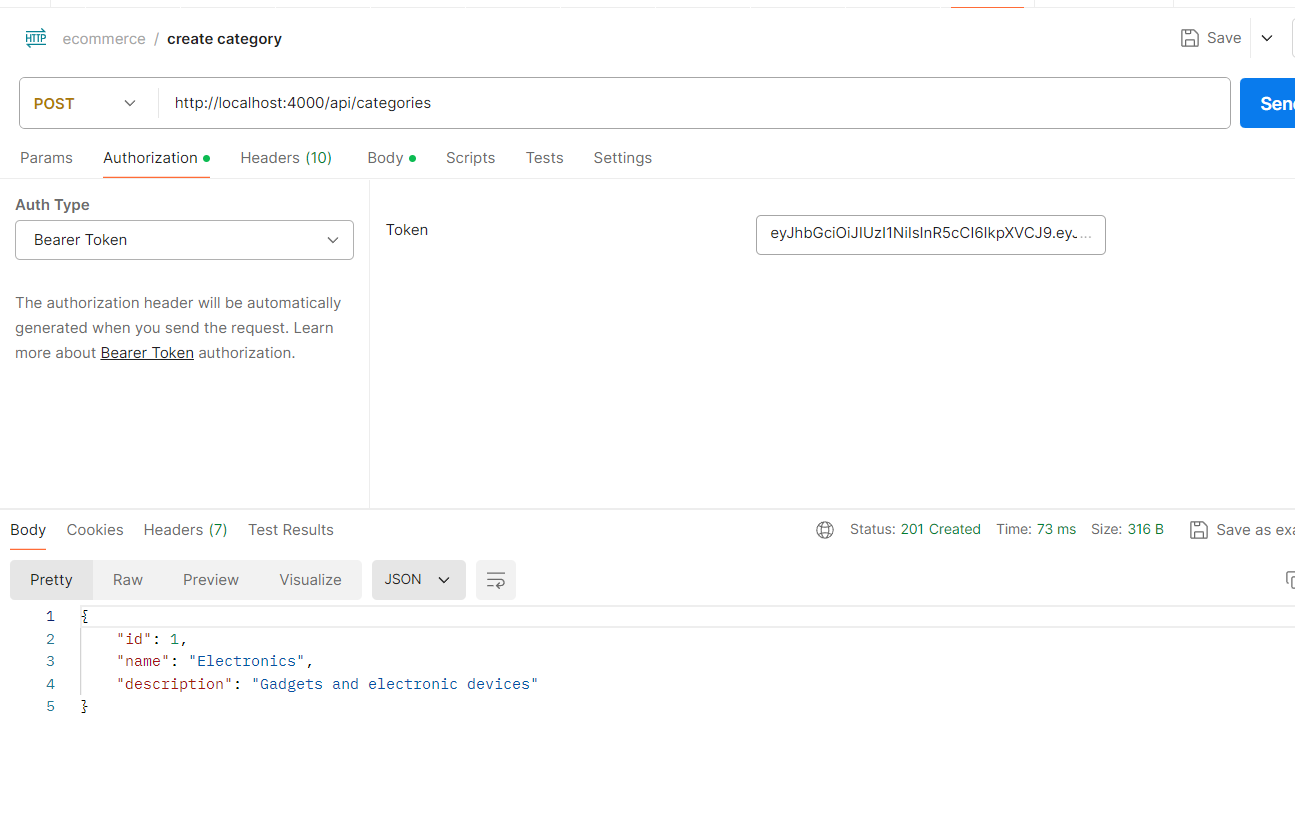 HTTP ecommerce / create category Save
POST http://localhost:4000/api/categories
Params Authorization Headers (10) Body Scripts Tests Settings
Auth Type
Bearer Token
Token eyJhbGciOiJIUzI1NiIsInR5cCI6IkpXVCJ9.eyJ...
The authorization header will be automatically
generated when you send the request. Learn
more about Bearer Token authorization.
Body Cookies Headers (7) Test Results Status: 201 Created Time: 73 ms Size: 316 B Save as exa
Pretty Raw Preview Visualize JSON
1 {
2 "id": 1,
3 "name": "Electronics",
4 "description": "Gadgets and electronic devices"
5 }